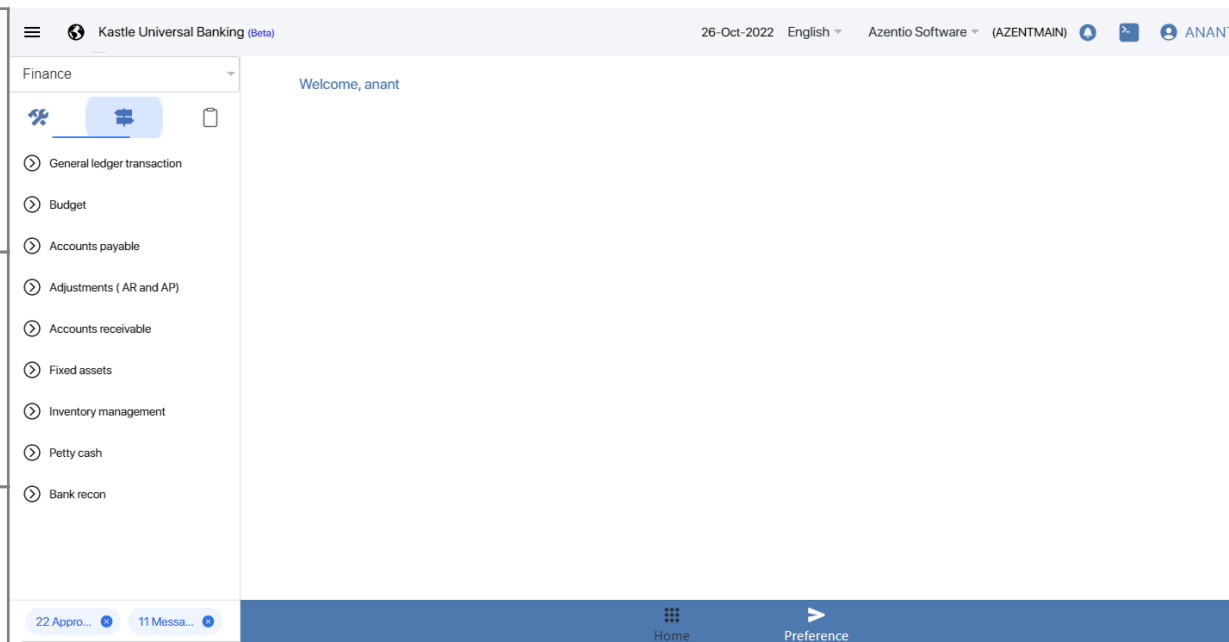 Kastle Universal Banking (Beta)
26-Oct-2022 English Azentio Software (AZENTMAIN) ANANT
Finance
Welcome, anant
General ledger transaction
Budget
Accounts payable
Adjustments ( AR and AP)
Accounts receivable
Fixed assets
Inventory management
Petty cash
Bank recon
22 Appro... 11 Messa...
Home Preference